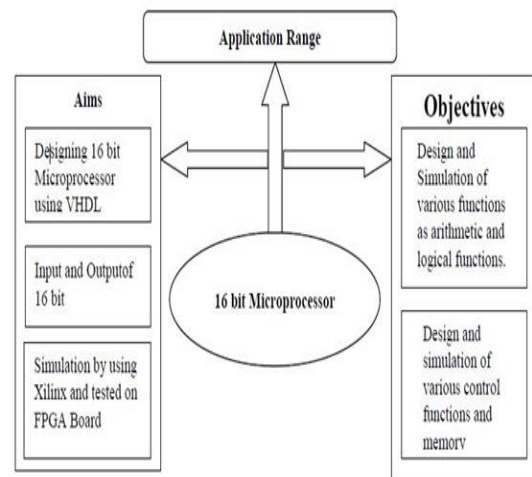 Application Range
Aims
Designing 16 bit
Microprocessor
using VHDL
Input and Outputof
16 bit
Simulation by using
Xilinx and tested on
FPGA Board
16 bit Microprocessor
Objectives
Design and
Simulation of
various functions
as arithmetic and
logical functions.
Design and
simulation of
various control
functions and
memory